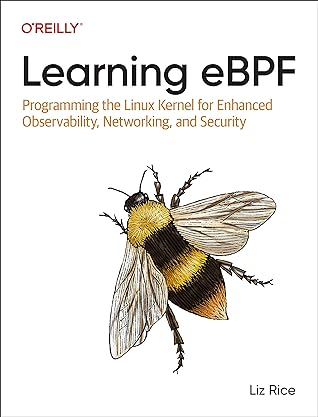 O'REILLY®
Learning eBPF
Programming the Linux Kernel for Enhanced
Observability, Networking, and Security
Liz Rice